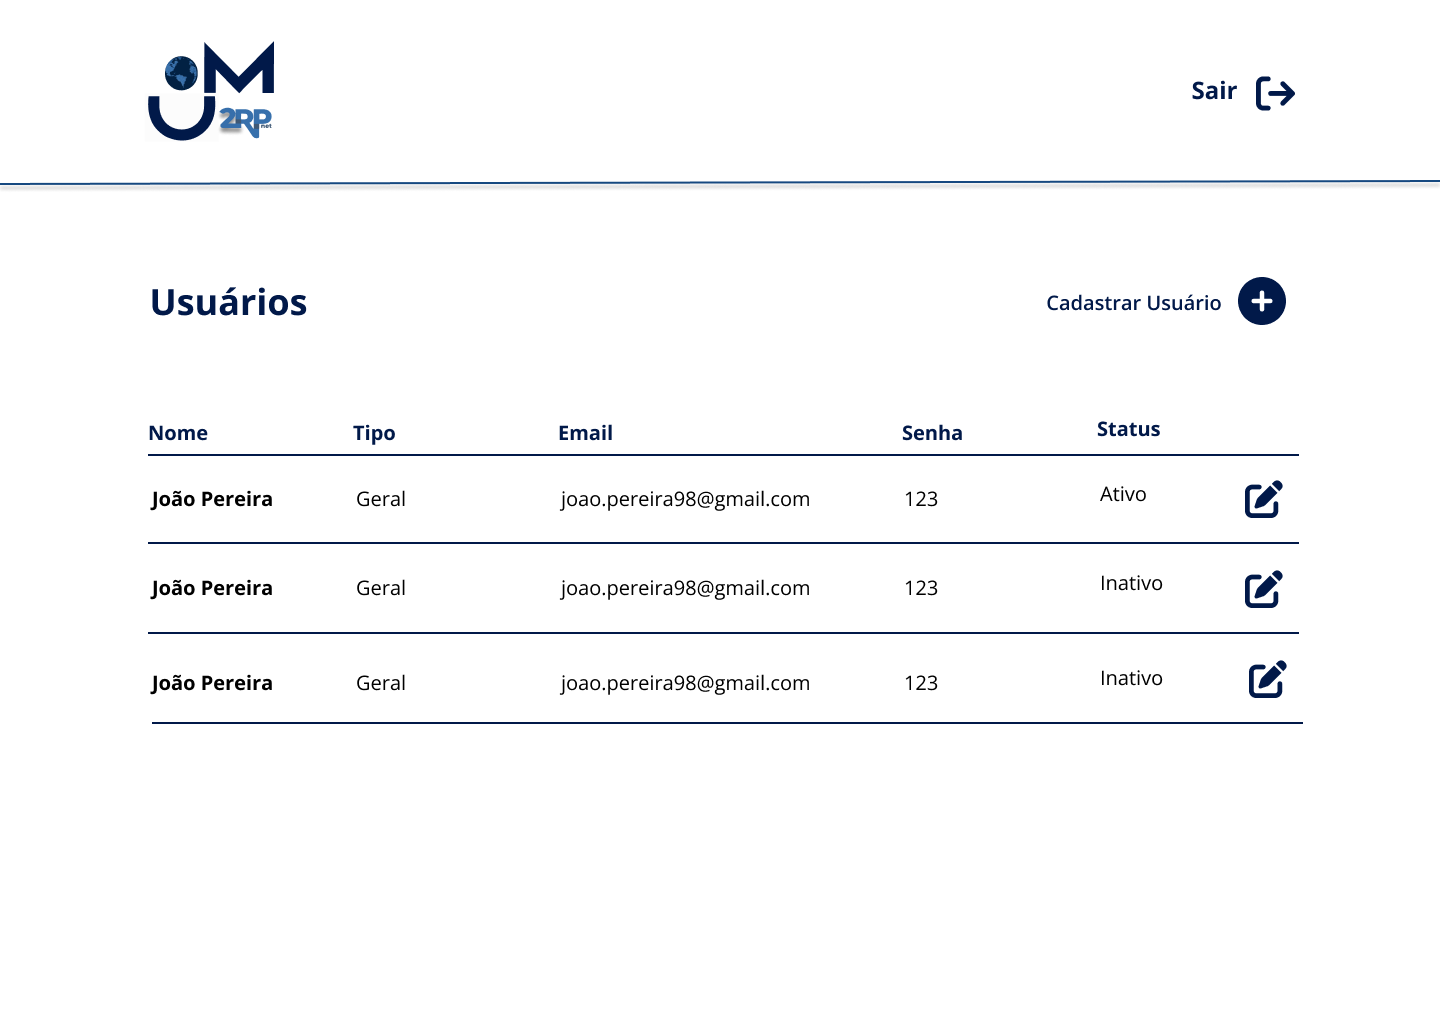 UM
2RP
net
Sair
Usuários
Cadastrar Usuário
Nome Tipo Email Senha Status
João Pereira Geral joao.pereira98@gmail.com 123 Ativo
João Pereira Geral joao.pereira98@gmail.com 123 Inativo
João Pereira Geral joao.pereira98@gmail.com 123 Inativo